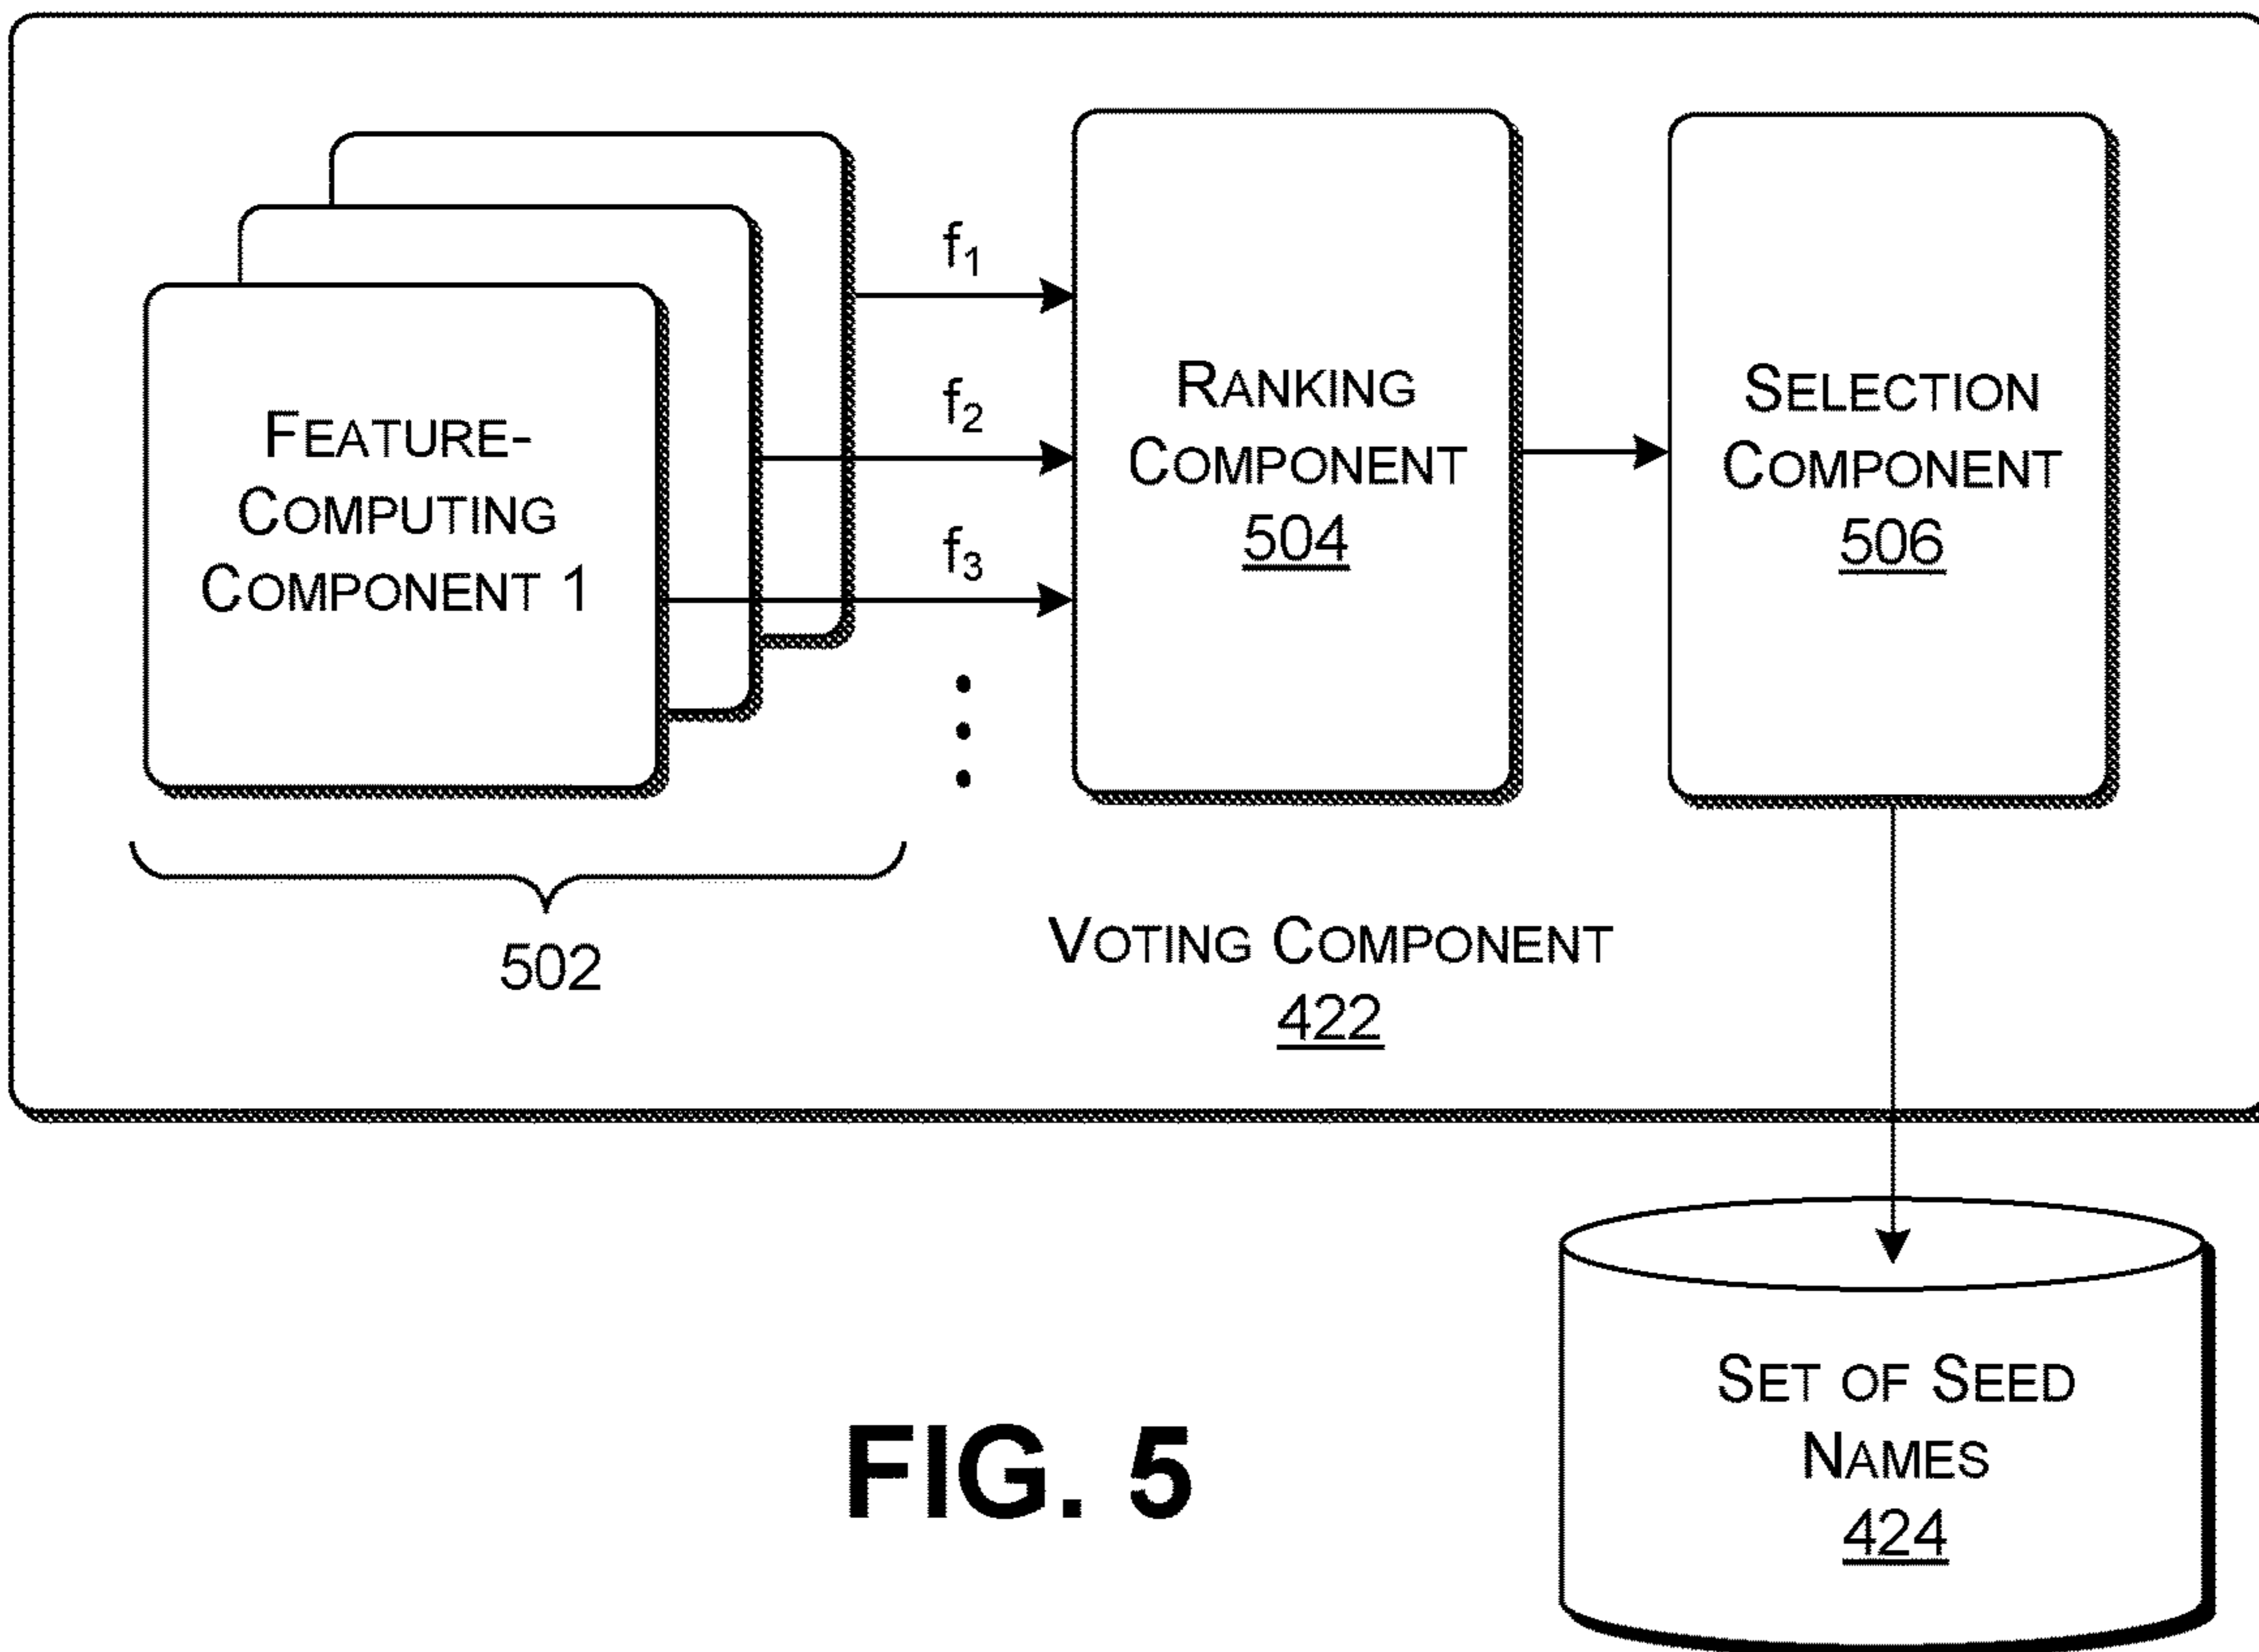 FEATURE-
COMPUTING
COMPONENT 1
f1
f2
f3
RANKING
COMPONENT
504
SELECTION
COMPONENT
506
502
VOTING COMPONENT
422
SET OF SEED
NAMES
424
FIG. 5